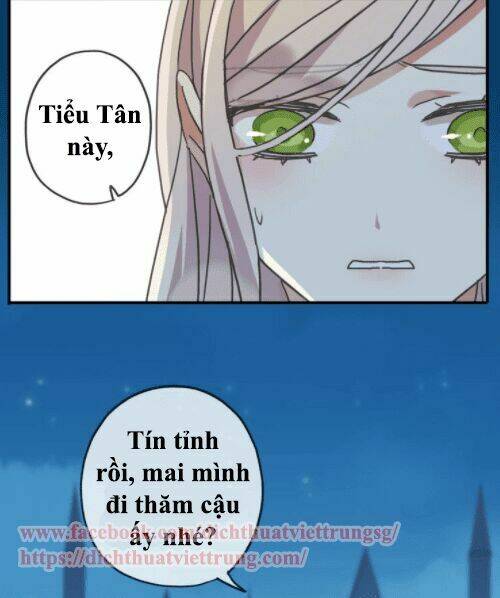 Tiểu Tân
này,
Tín tỉnh
rồi, mai mình
đi thăm cậu
ấy nhé?
www.facebook.com/dichthuatviettrungsg/
https://dichthuatviettrung.com/